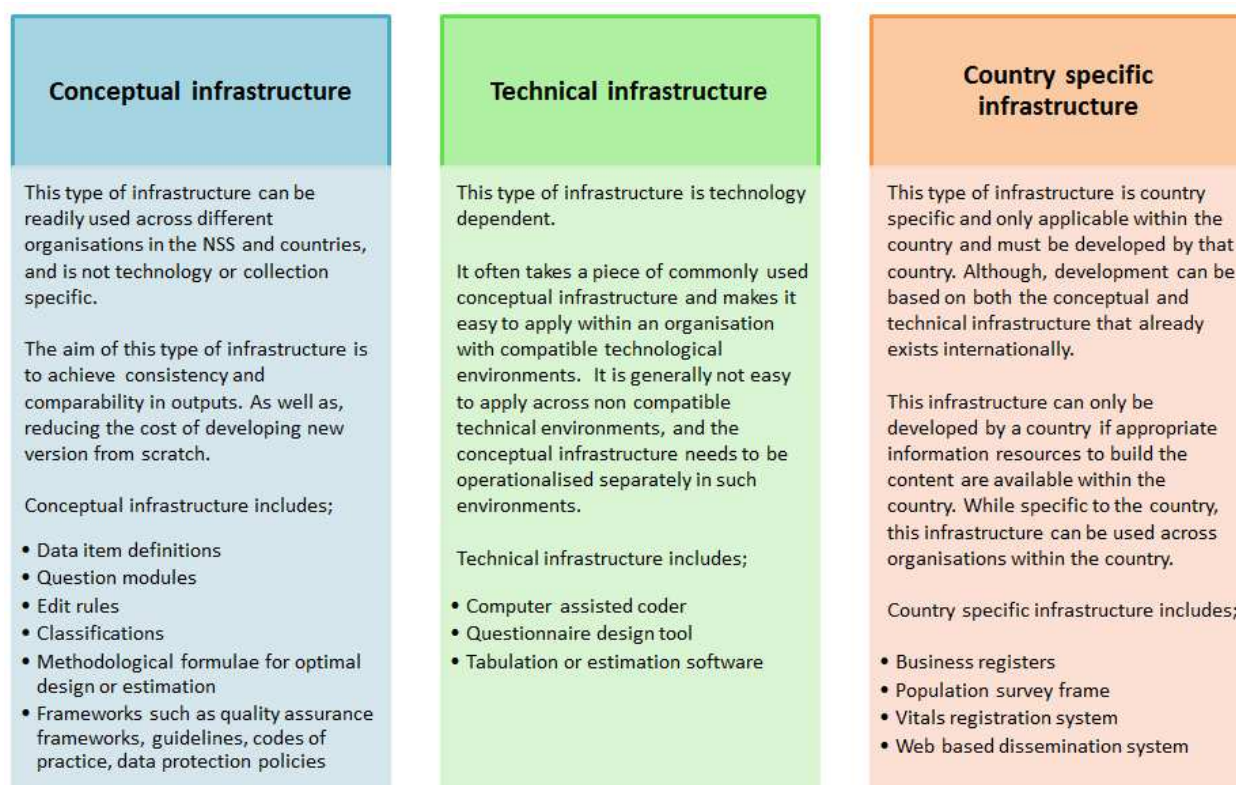 Conceptual infrastructure
This type of infrastructure can be
readily used across different
organisations in the NSS and countries,
and is not technology or collection
specific.
The aim of this type of infrastructure is
to achieve consistency and
comparability in outputs. As well as,
reducing the cost of developing new
version from scratch.
Conceptual infrastructure includes;
• Data item definitions
• Question modules
• Edit rules
• Classifications
• Methodological formulae for optimal
design or estimation
• Frameworks such as quality assurance
frameworks, guidelines, codes of
practice, data protection policies
Technical infrastructure
This type of infrastructure is technology
dependent.
It often takes a piece of commonly used
conceptual infrastructure and makes it
easy to apply within an organisation
with compatible technological
environments. It is generally not easy
to apply across non compatible
technical environments, and the
conceptual infrastructure needs to be
operationalised separately in such
environments.
Technical infrastructure includes;
• Computer assisted coder
• Questionnaire design tool
• Tabulation or estimation software
Country specific
infrastructure
This type of infrastructure is country
specific and only applicable within the
country and must be developed by that
country. Although, development can be
based on both the conceptual and
technical infrastructure that already
exists internationally.
This infrastructure can only be
developed by a country if appropriate
information resources to build the
content are available within the
country. While specific to the country,
this infrastructure can be used across
organisations within the country.
Country specific infrastructure includes;
• Business registers
• Population survey frame
• Vitals registration system
• Web based dissemination system